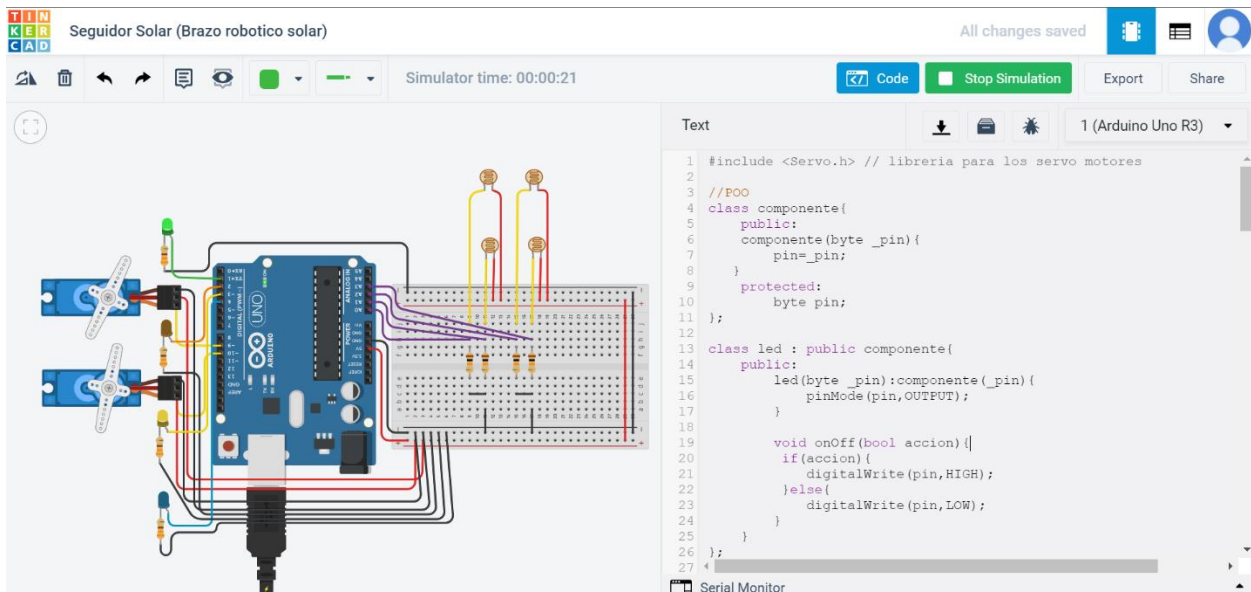 TIN
KER
CAD
Seguidor Solar (Brazo robotico solar)
All changes saved
Simulator time: 00:00:21
Code
Stop Simulation
Export
Share
Text
1 (Arduino Uno R3)
1 #include <Servo.h> // libreria para los servo motores
2
3 //POO
4 class componente{
5 public:
6 componente(byte _pin){
7 pin=_pin;
8 }
9 protected:
10 byte pin;
11 };
12
13 class led : public componente{
14 public:
15 led(byte _pin):componente(_pin){
16 pinMode(pin,OUTPUT);
17 }
18
19 void onOff(bool accion){
20 if(accion){
21 digitalWrite(pin,HIGH);
22 }else{
23 digitalWrite(pin,LOW);
24 }
25 }
26 };
27
Serial Monitor
DIGITAL (PWM~)
UNO
ARDUINO
ANALOG IN
POWER